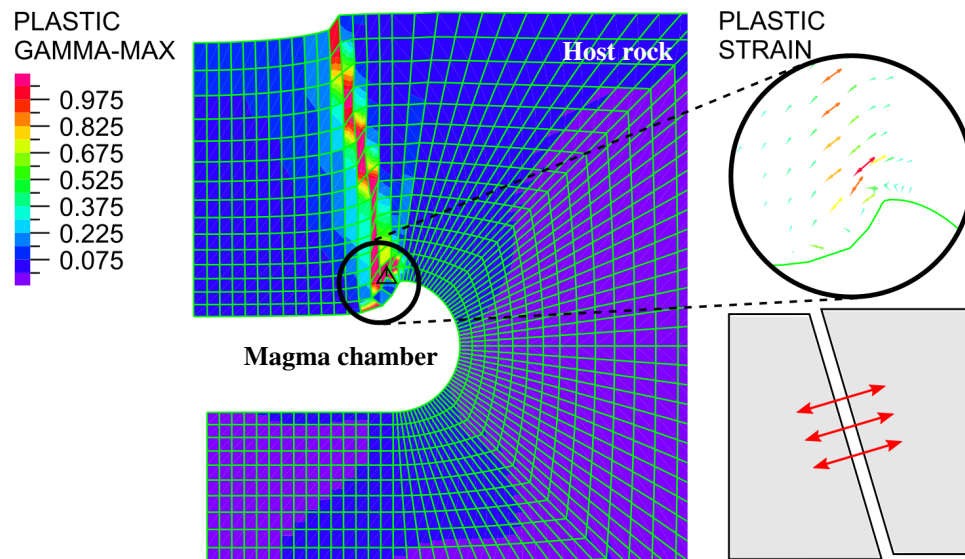 PLASTIC
GAMMA-MAX
0.975
0.825
0.675
0.525
0.375
0.225
0.075
Host rock
Magma chamber
PLASTIC
STRAIN